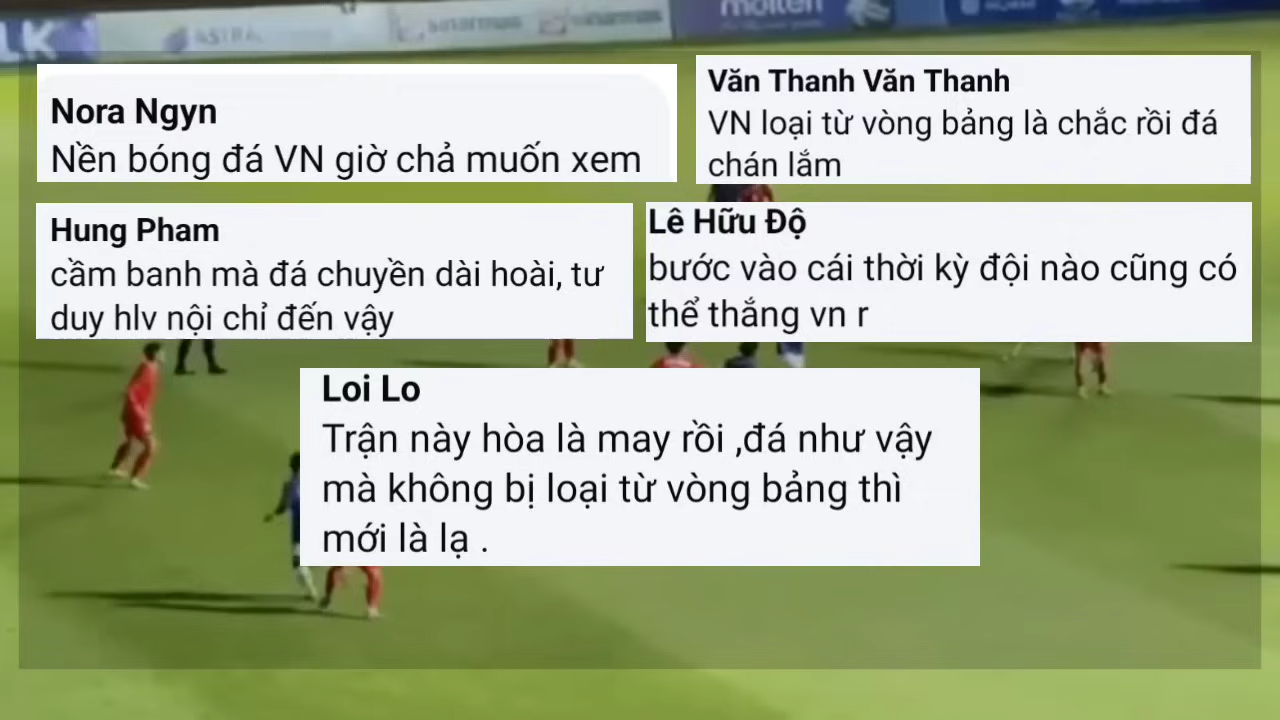 molten
Nora Ngyn
Nền bóng đá VN giờ chả muốn xem
Văn Thanh Văn Thanh
VN loại từ vòng bảng là chắc rồi đá
chán lắm
Hung Pham
cầm banh mà đá chuyền dài hoài, tư
duy hlv nội chỉ đến vậy
Lê Hữu Độ
bước vào cái thời kỳ đội nào cũng có
thể thắng vn r
Loi Lo
Trận này hòa là may rồi ,đá như vậy
mà không bị loại từ vòng bảng thì
mới là lạ .